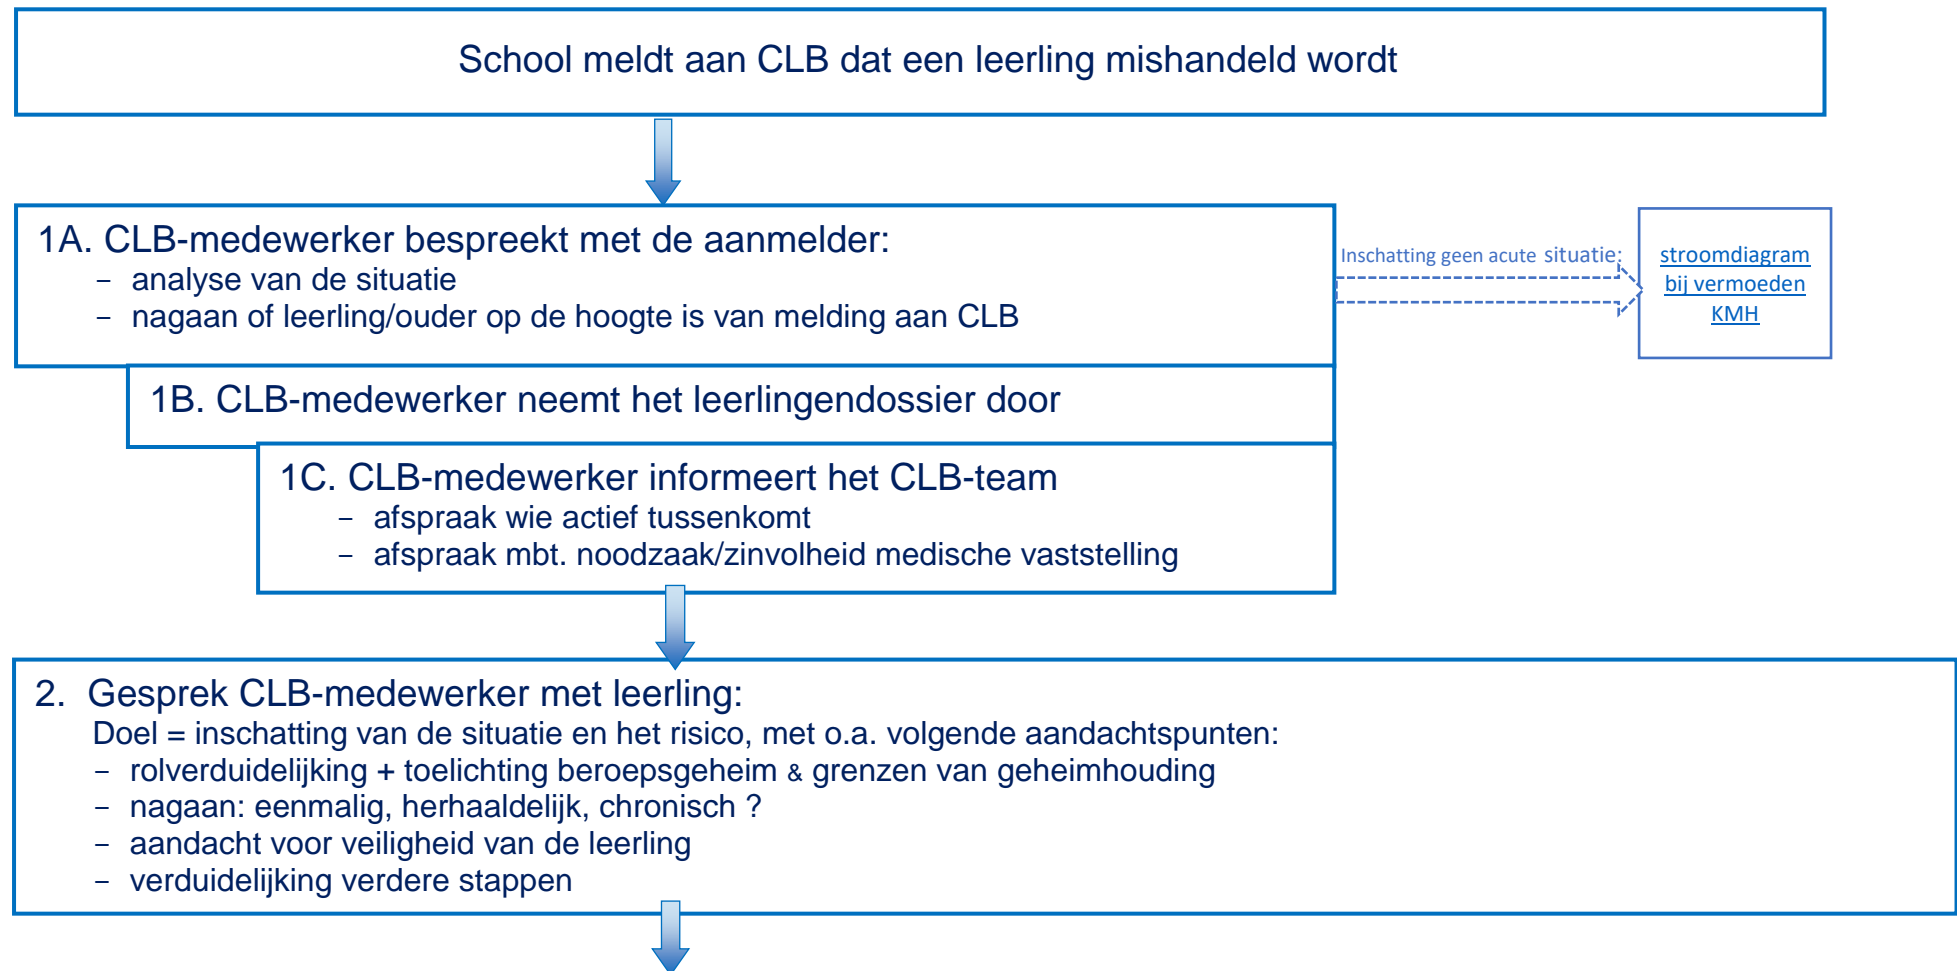 School meldt aan CLB dat een leerling mishandeld wordt
1A. CLB-medewerker bespreekt met de aanmelder:
- analyse van de situatie
- nagaan of leerling/ouder op de hoogte is van melding aan CLB
Inschatting geen acute situatie:
stroomdiagram
bij vermoeden
KMH
1B. CLB-medewerker neemt het leerlingendossier door
1C. CLB-medewerker informeert het CLB-team
- afspraak wie actief tussenkomt
- afspraak mbt. noodzaak/zinvolheid medische vaststelling
2. Gesprek CLB-medewerker met leerling:
Doel = inschatting van de situatie en het risico, met o.a. volgende aandachtspunten:
- rolverduidelijking + toelichting beroepsgeheim & grenzen van geheimhouding
- nagaan: eenmalig, herhaaldelijk, chronisch ?
- aandacht voor veiligheid van de leerling
- verduidelijking verdere stappen